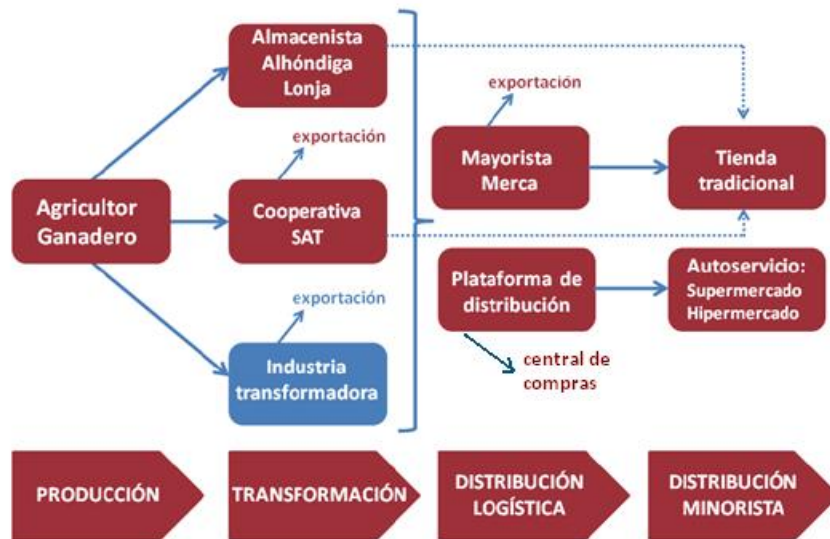 Almacenista
Alhóndiga
Lonja
exportación
exportación
Mayorista
Merca
Tienda
tradicional
Agricultor
Ganadero
Cooperativa
SAT
exportación
Plataforma de
distribución
Autoservicio:
Supermercado
Hipermercado
Industria
transformadora
central de
compras
PRODUCCIÓN
TRANSFORMACIÓN
DISTRIBUCIÓN
LOGÍSTICA
DISTRIBUCIÓN
MINORISTA